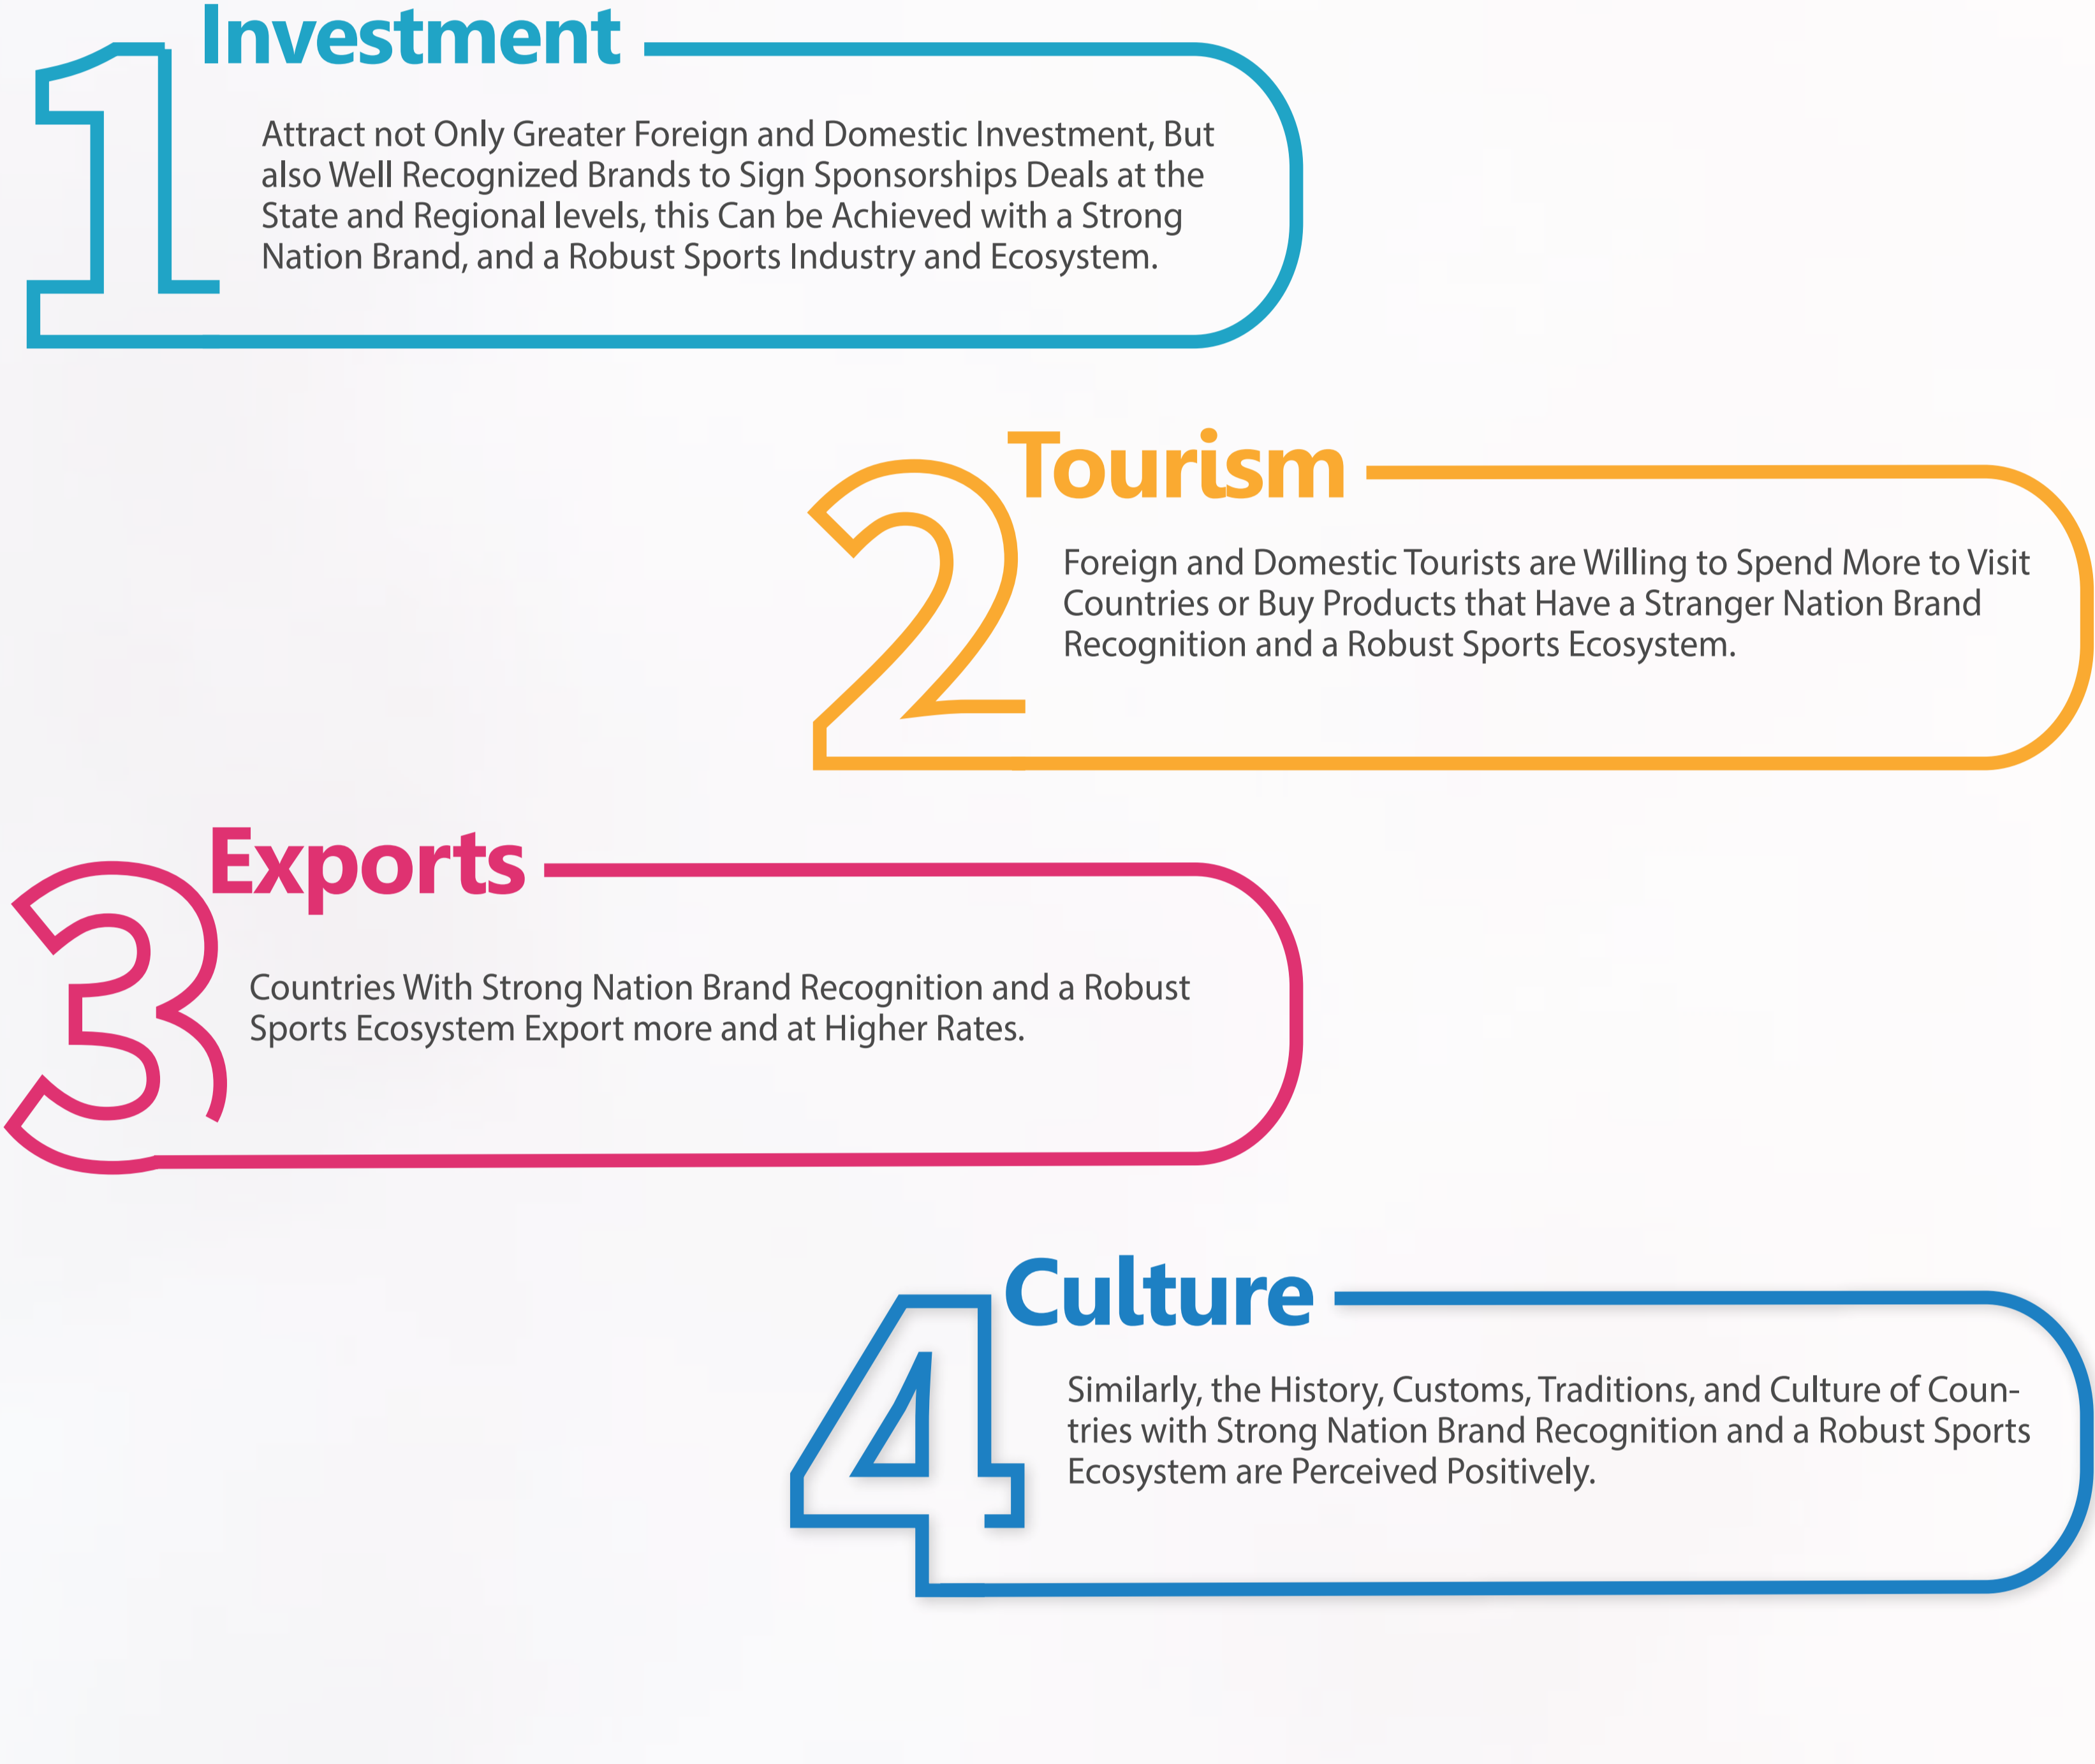 1
Investment
Attract not Only Greater Foreign and Domestic Investment, But
also Well Recognized Brands to Sign Sponsorships Deals at the
State and Regional levels, this Can be Achieved with a Strong
Nation Brand, and a Robust Sports Industry and Ecosystem.
2
Tourism
Foreign and Domestic Tourists are Willing to Spend More to Visit
Countries or Buy Products that Have a Stranger Nation Brand
Recognition and a Robust Sports Ecosystem.
3
Exports
Countries With Strong Nation Brand Recognition and a Robust
Sports Ecosystem Export more and at Higher Rates.
4
Culture
Similarly, the History, Customs, Traditions, and Culture of Coun-
tries with Strong Nation Brand Recognition and a Robust Sports
Ecosystem are Perceived Positively.